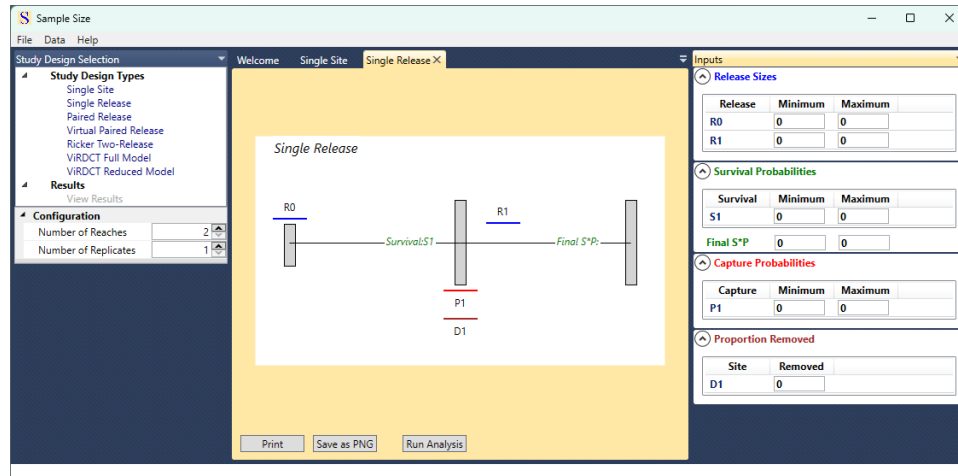 Sample Size
File Data Help
Study Design Selection
Study Design Types
Single Site
Single Release
Paired Release
Virtual Paired Release
Ricker Two-Release
ViRDCT Full Model
ViRDCT Reduced Model
Results
View Results
Configuration
Number of Reaches 2
Number of Replicates 1
Welcome Single Site Single Release
Single Release
R0
R1
Survival:S1
Final S*P:
P1
D1
Print Save as PNG Run Analysis
Inputs
Release Sizes
Release Minimum Maximum
R0 0 0
R1 0 0
Survival Probabilities
Survival Minimum Maximum
S1 0 0
Final S*P 0 0
Capture Probabilities
Capture Minimum Maximum
P1 0 0
Proportion Removed
Site Removed
D1 0